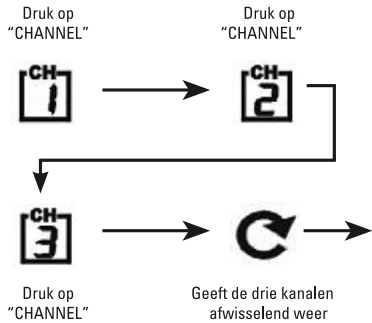 Druk op
“CHANNEL”
Druk op
“CHANNEL”
CH
1
CH
2
CH
3
Druk op
“CHANNEL”
Geeft de drie kanalen
afwisselend weer